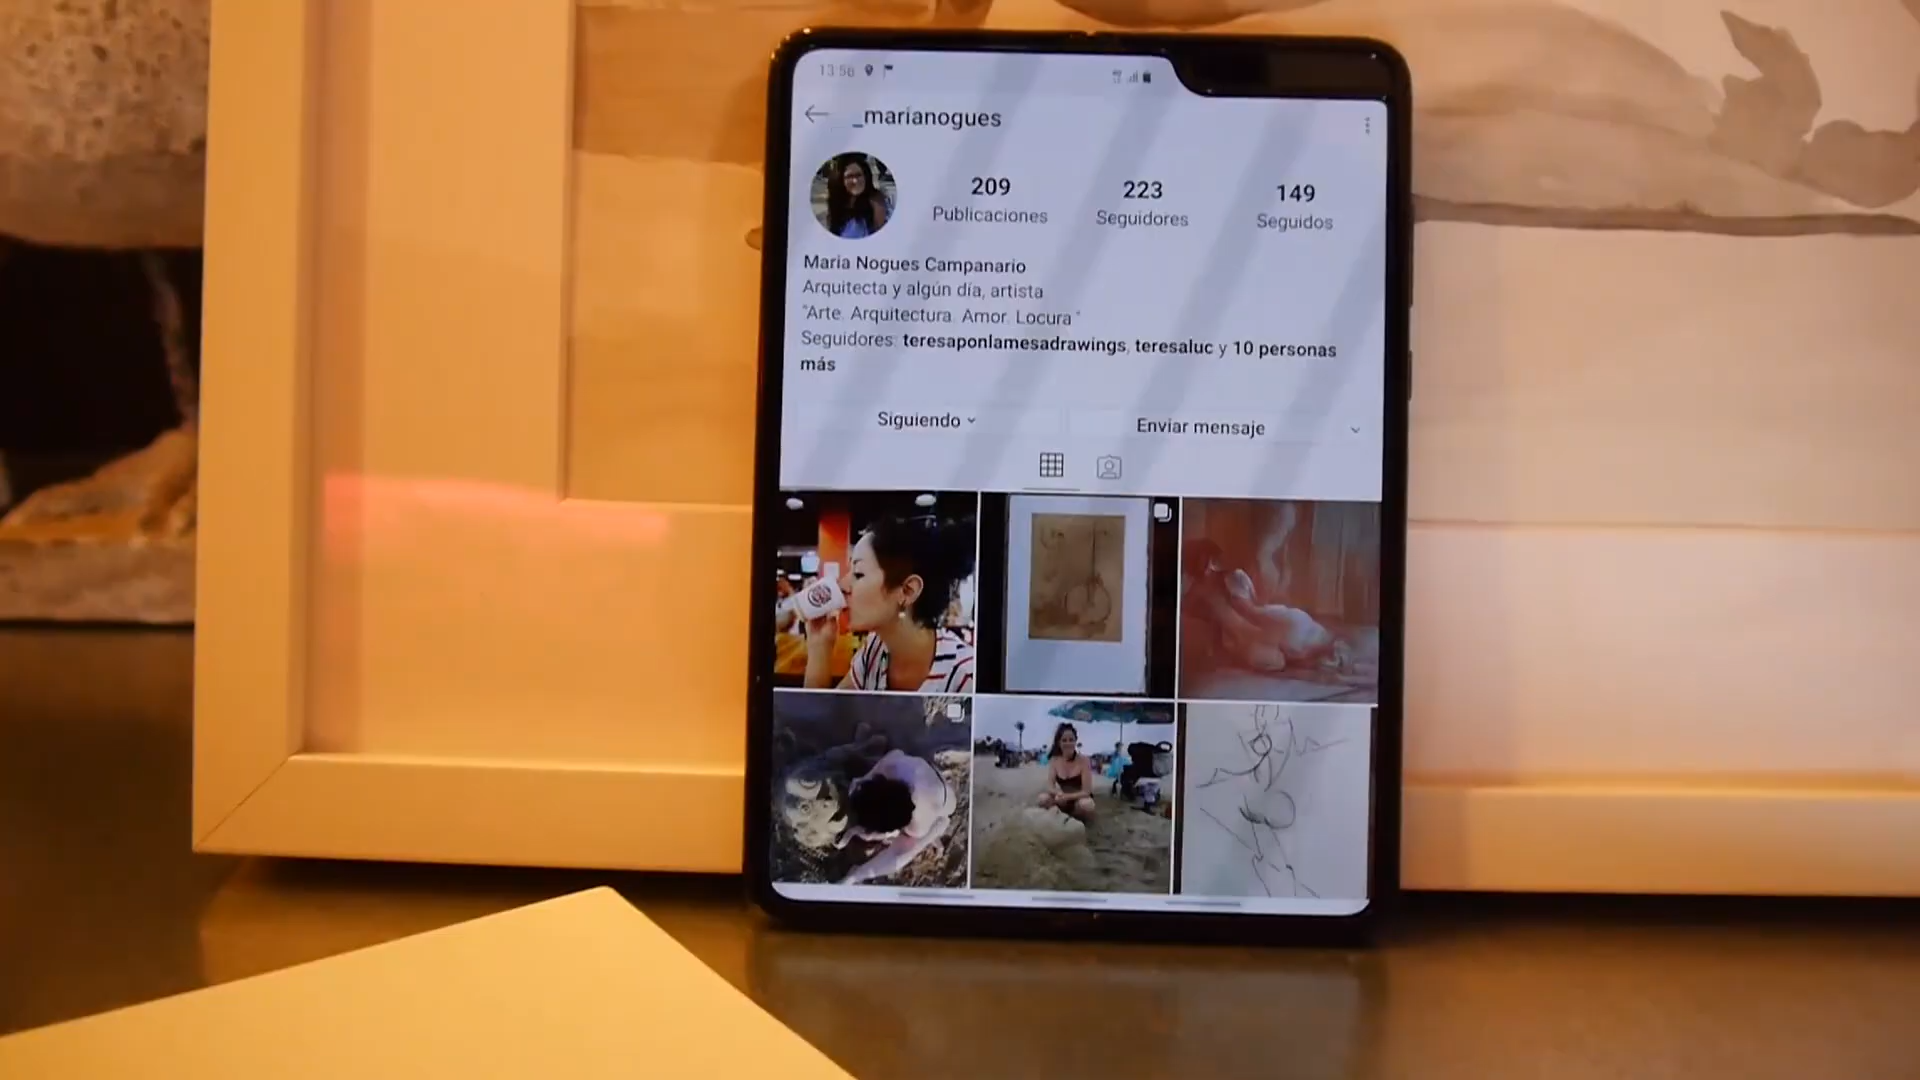 13:56
_marianogues
209
Publicaciones
223
Seguidores
149
Seguidos
Maria Nogues Campanario
Arquitecta y algún día, artista
"Arte. Arquitectura. Amor. Locura"
Seguidores: teresaponlamesadrawings, teresaluc y 10 personas
más
Siguiendo
Enviar mensaje